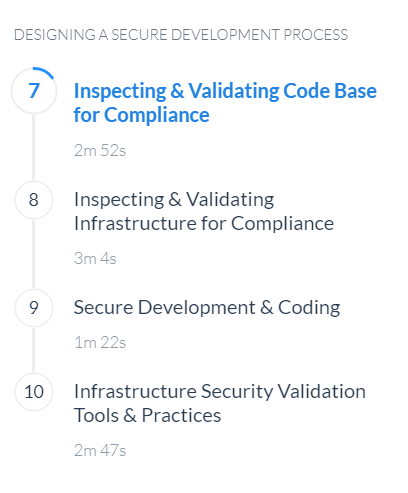 DESIGNING A SECURE DEVELOPMENT PROCESS
7
Inspecting & Validating Code Base
for Compliance
2m 52s
8
Inspecting & Validating
Infrastructure for Compliance
3m 4s
9
Secure Development & Coding
1m 22s
10
Infrastructure Security Validation
Tools & Practices
2m 47s